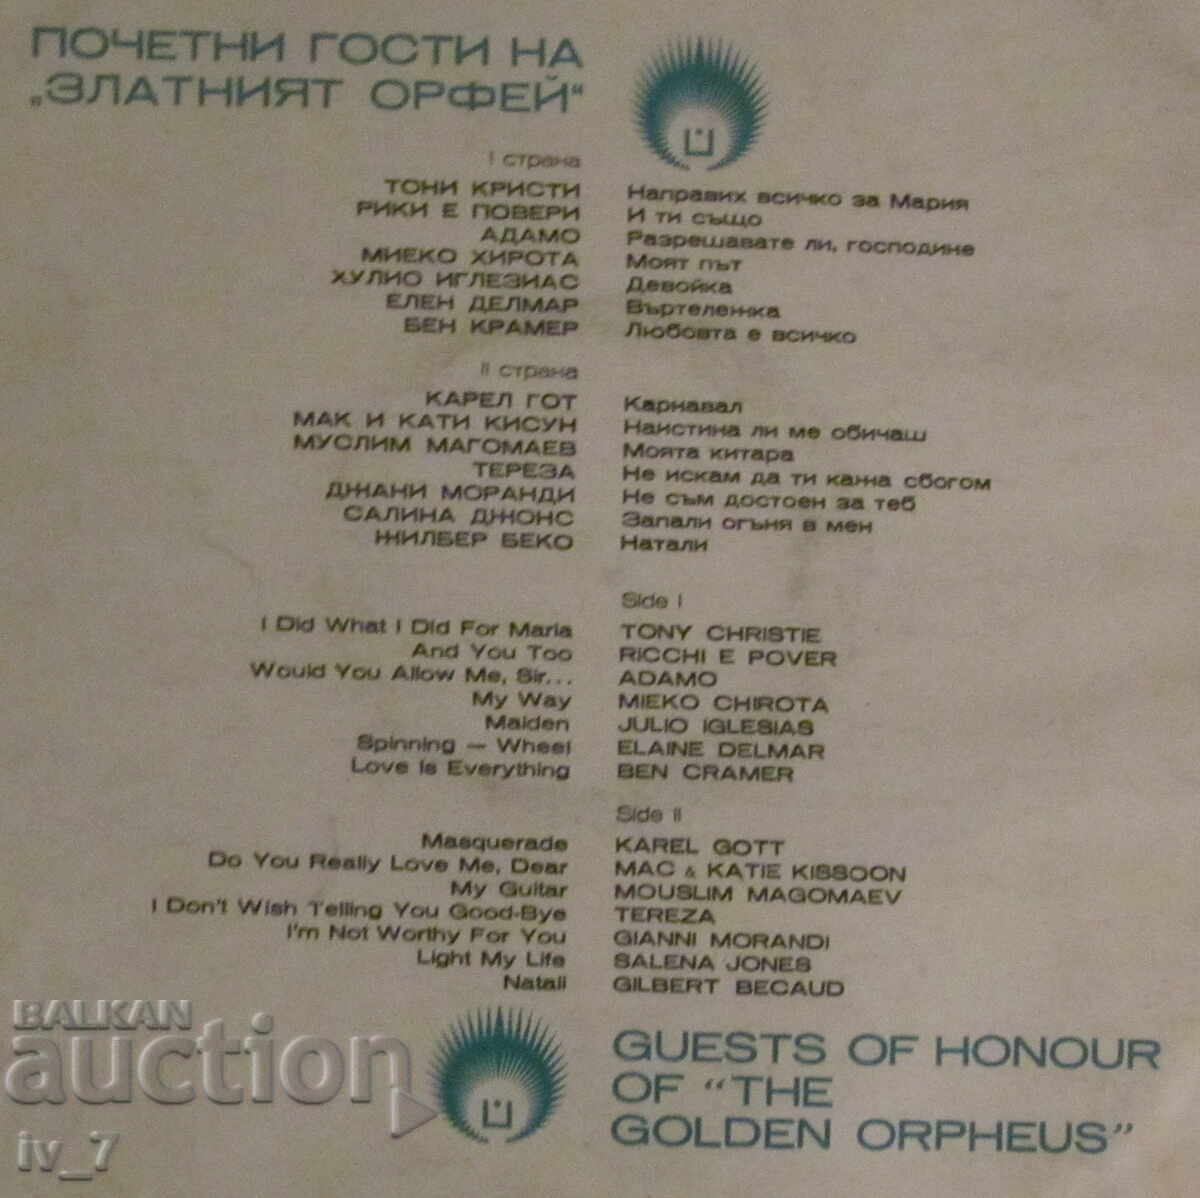 ПОЧЕТНИ ГОСТИ НА
„ЗЛАТНИЯТ ОРФЕЙ“
I страна
ТОНИ КРИСТИ Направих всичко за Мария
РИКИ Е ПОВЕРИ И ти също
АДАМО Разрешавате ли, господине
МИЕКО ХИРОТА Моят път
ХУЛИО ИГЛЕЗИАС Девойка
ЕЛЕН ДЕЛМАР Въртележка
БЕН КРАМЕР Любовта е всичко
II страна
КАРЕЛ ГОТ Карнавал
МАК И КАТИ КИСУН Наистина ли ме обичаш
МУСЛИМ МАГОМАЕВ Моята китара
ТЕРЕЗА Не искам да ти кажа сбогом
ДЖАНИ МОРАНДИ Не съм достоен за теб
САЛИНА ДЖОНС Запали огъня в мен
ЖИЛБЕР БЕКО Натали
Side I
I Did What I Did For Maria TONY CHRISTIE
And You Too RICCHI E POVER
Would You Allow Me, Sir... ADAMO
My Way MIEKO CHIROTA
Maiden JULIO IGLESIAS
Spinning — Wheel ELAINE DELMAR
Love Is Everything BEN CRAMER
Side II
Masquerade KAREL GOTT
Do You Really Love Me, Dear MAC & KATIE KISSOON
My Guitar MOUSLIM MAGOMAEV
I Don't Wish Telling You Good-Bye TEREZA
I'm Not Worthy For You GIANNI MORANDI
Light My Life SALENA JONES
Natali GILBERT BECAUD
GUESTS OF HONOUR
OF “THE
GOLDEN ORPHEUS”
BALKAN
auction
iv_7